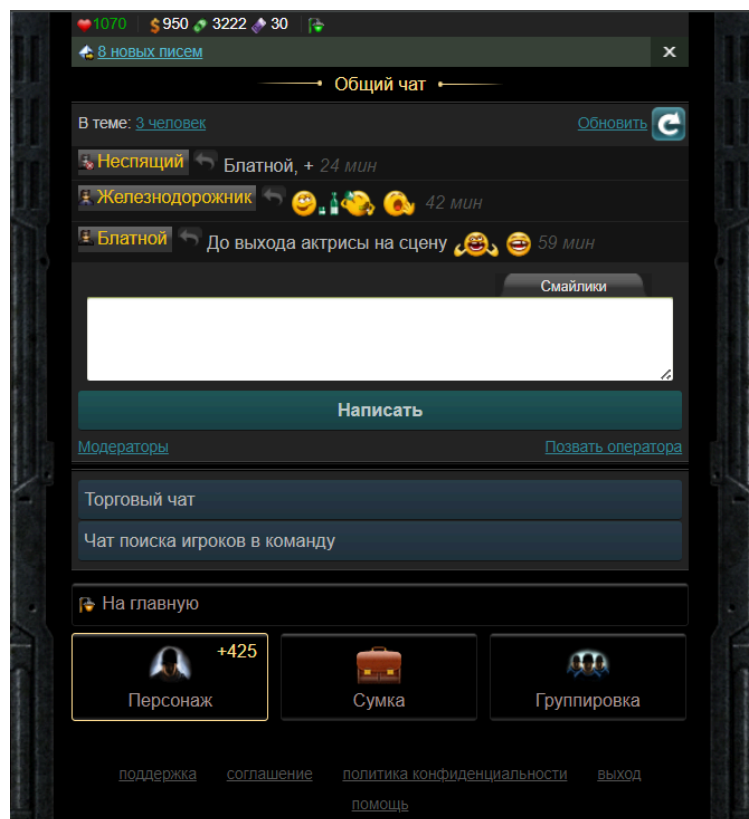 1070 950 3222 30
8 новых писем x
Общий чат
В теме: 3 человек Обновить
Неспящий Блатной, + 24 мин
Железнодорожник 42 мин
Блатной До выхода актрисы на сцену 59 мин
Смайлики
Написать
Модераторы Позвать оператора
Торговый чат
Чат поиска игроков в команду
На главную
+425
Персонаж Сумка Группировка
поддержка соглашение политика конфиденциальности выход
помощь